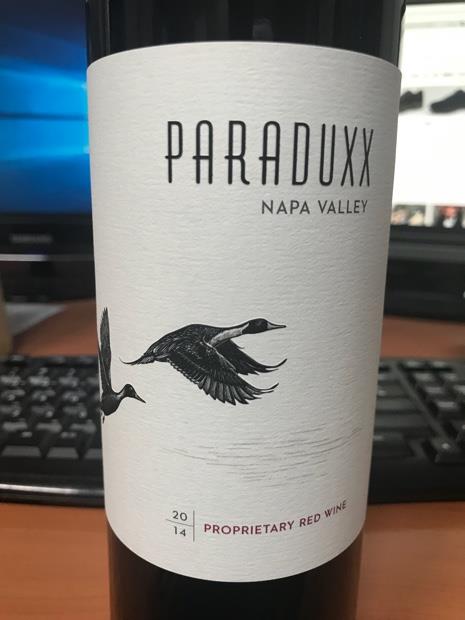 PARADUXX
NAPA VALLEY
20
14
PROPRIETARY RED WINE